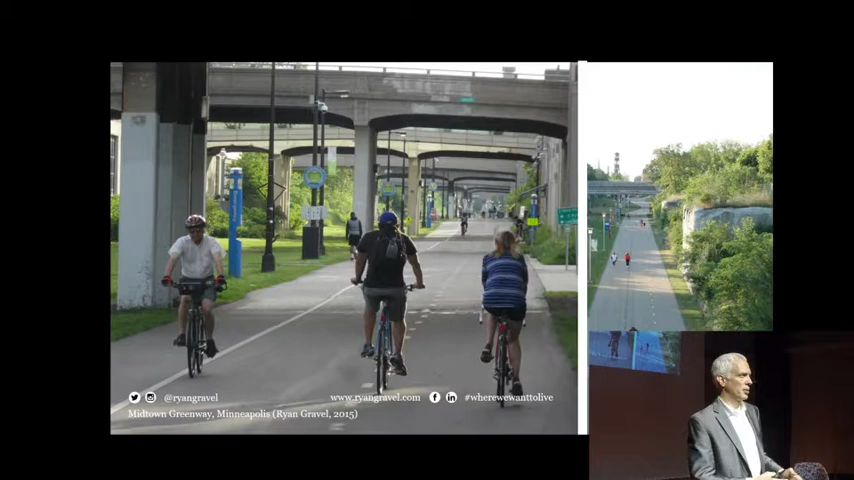 @ryangravel
www.ryangravel.com
#wherewewanttolive
Midtown Greenway, Minneapolis (Ryan Gravel, 2015)